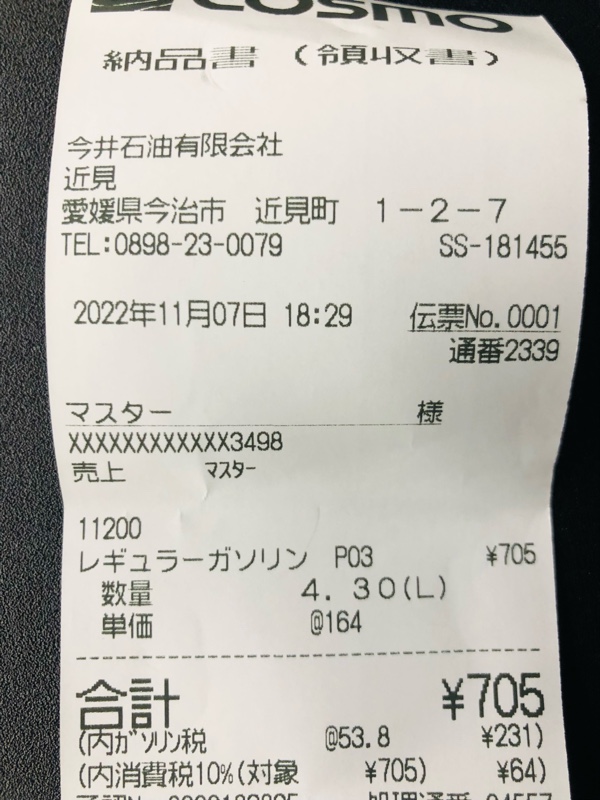 COSMO
納品書 (領収書)
今井石油有限会社
近見
愛媛県今治市 近見町 1-2-7
TEL:0898-23-0079 SS-181455
2022年11月07日 18:29 伝票No.0001
通番2339
マスター 様
XXXXXXXXXXXX3498
売上 マスター
11200
レギュラーガソリン P03 ¥705
数量 4.30(L)
単価 @164
合計 ¥705
(内ガソリン税 @53.8 ¥231)
(内消費税10%(対象 ¥705) ¥64)